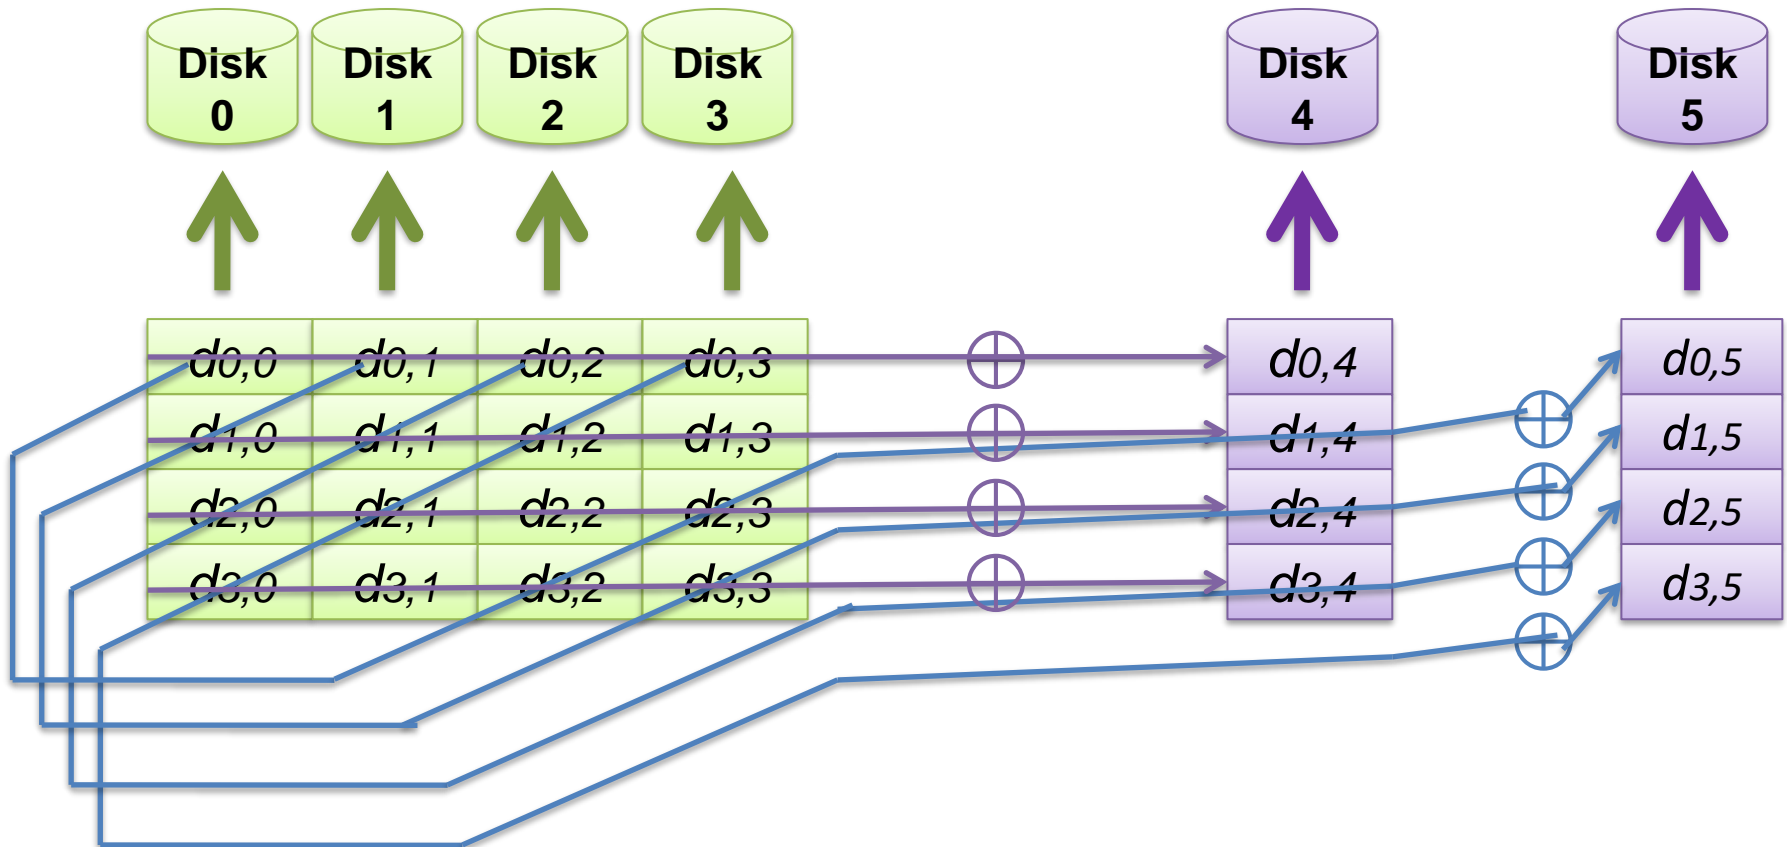 Disk Disk Disk Disk Disk Disk
0 1 2 3 4 5
d0,0 d0,1 d0,2 d0,3 d0,4 d0,5
d1,0 d1,1 d1,2 d1,3 d1,4 d1,5
d2,0 d2,1 d2,2 d2,3 d2,4 d2,5
d3,0 d3,1 d3,2 d3,3 d3,4 d3,5